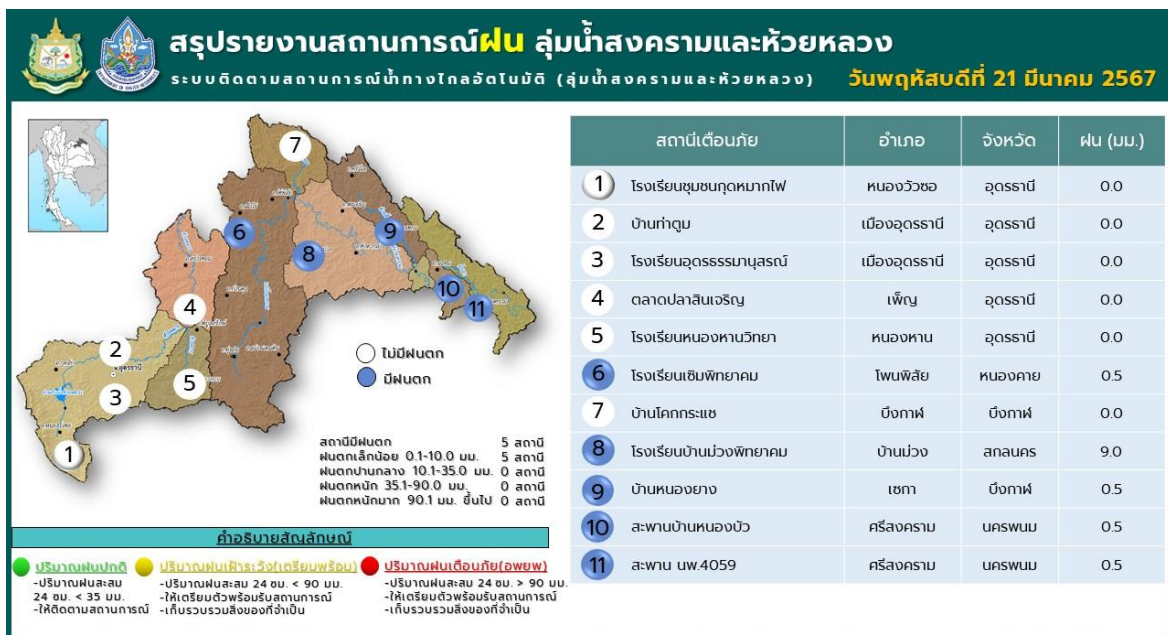 สรุปรายงานสถานการณ์ฝน ลุ่มน้ำสงครามและห้วยหลวง
ระบบติดตามสถานการณ์น้ำทางไกลอัตโนมัติ (ลุ่มน้ำสงครามและห้วยหลวง) วันพฤหัสบดีที่ 21 มีนาคม 2567
7
6
9
8
10
11
4
2
อุดรธานี
5
3
1
ไม่มีฝนตก
มีฝนตก
สถานีมีฝนตก 5 สถานี
ฝนตกเล็กน้อย 0.1-10.0 มม. 5 สถานี
ฝนตกปานกลาง 10.1-35.0 มม. 0 สถานี
ฝนตกหนัก 35.1-90.0 มม. 0 สถานี
ฝนตกหนักมาก 90.1 มม. ขึ้นไป 0 สถานี
คำอธิบายสัญลักษณ์
ปริมาณฝนปกติ
-ปริมาณฝนสะสม
24 ชม. < 35 มม.
-ให้ติดตามสถานการณ์
ปริมาณฝนเฝ้าระวัง(เตรียมพร้อม)
-ปริมาณฝนสะสม 24 ชม. < 90 มม.
-ให้เตรียมตัวพร้อมรับสถานการณ์
-เก็บรวบรวมสิ่งของที่จำเป็น
ปริมาณฝนเตือนภัย(อพยพ)
-ปริมาณฝนสะสม 24 ชม. > 90 มม.
-ให้เตรียมตัวพร้อมรับสถานการณ์
-เก็บรวบรวมสิ่งของที่จำเป็น
สถานีเตือนภัย อำเภอ จังหวัด ฝน (มม.)
1 โรงเรียนชุมชนกุดหมากไฟ หนองวัวซอ อุดรธานี 0.0
2 บ้านท่าตูม เมืองอุดรธานี อุดรธานี 0.0
3 โรงเรียนอุดรธรรมานุสรณ์ เมืองอุดรธานี อุดรธานี 0.0
4 ตลาดปลาสินเจริญ เพ็ญ อุดรธานี 0.0
5 โรงเรียนหนองหานวิทยา หนองหาน อุดรธานี 0.0
6 โรงเรียนเซิมพิทยาคม โพนพิสัย หนองคาย 0.5
7 บ้านโคกกระแซ บึงกาฬ บึงกาฬ 0.0
8 โรงเรียนบ้านม่วงพิทยาคม บ้านม่วง สกลนคร 9.0
9 บ้านหนองยาง เซกา บึงกาฬ 0.5
10 สะพานบ้านหนองบัว ศรีสงคราม นครพนม 0.5
11 สะพาน นพ.4059 ศรีสงคราม นครพนม 0.5